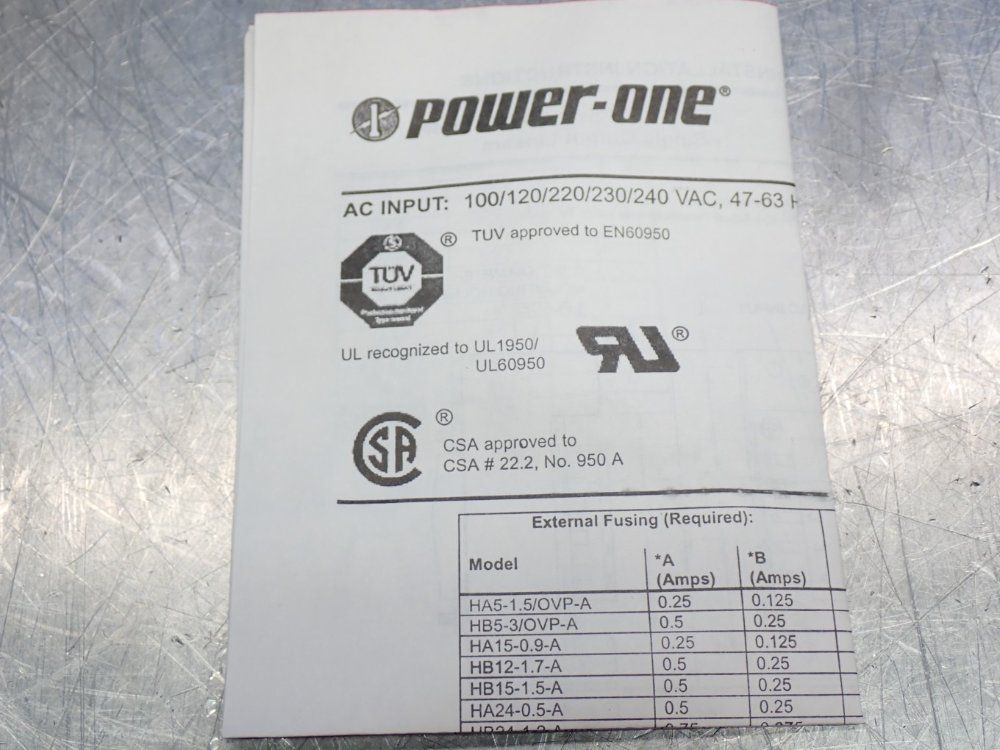 POWER-ONE®
AC INPUT: 100/120/220/230/240 VAC, 47-63 H
® TUV approved to EN60950
TÜV
UL recognized to UL1950/
UL60950
RU ®
®
CSA approved to
CSA # 22.2, No. 950 A
External Fusing (Required):
Model *A (Amps) *B (Amps)
HA5-1.5/OVP-A 0.25 0.125
HB5-3/OVP-A 0.5 0.25
HA15-0.9-A 0.25 0.125
HB12-1.7-A 0.5 0.25
HB15-1.5-A 0.5 0.25
HA24-0.5-A 0.5 0.25